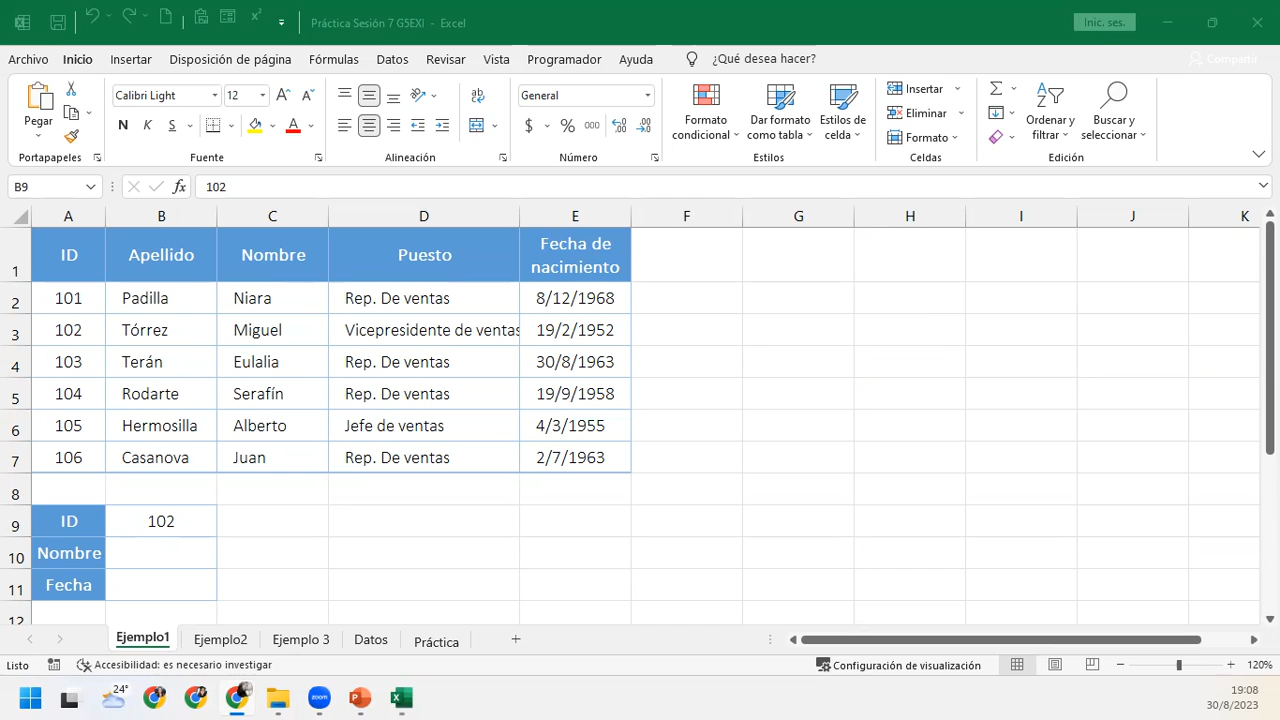 Práctica Sesión 7 G5EXI - Excel
Inic. ses.
Archivo Inicio Insertar Disposición de página Fórmulas Datos Revisar Vista Programador Ayuda ¿Qué desea hacer? Compartir
Pegar
Portapapeles
Calibri Light 12
N K S
Fuente
Alineación
General
$ % 000
Número
Formato condicional
Dar formato como tabla
Estilos de celda
Estilos
Insertar
Eliminar
Formato
Celdas
Ordenar y filtrar
Buscar y seleccionar
Edición
B9 fx 102
A B C D E F G H I J K
1 ID Apellido Nombre Puesto Fecha de nacimiento
2 101 Padilla Niara Rep. De ventas 8/12/1968
3 102 Tórrez Miguel Vicepresidente de ventas 19/2/1952
4 103 Terán Eulalia Rep. De ventas 30/8/1963
5 104 Rodarte Serafín Rep. De ventas 19/9/1958
6 105 Hermosilla Alberto Jefe de ventas 4/3/1955
7 106 Casanova Juan Rep. De ventas 2/7/1963
8
9 ID 102
10 Nombre
11 Fecha
12
Ejemplo1 Ejemplo2 Ejemplo 3 Datos Práctica
Listo Accesibilidad: es necesario investigar Configuración de visualización 120%
24° zoom 19:08
30/8/2023